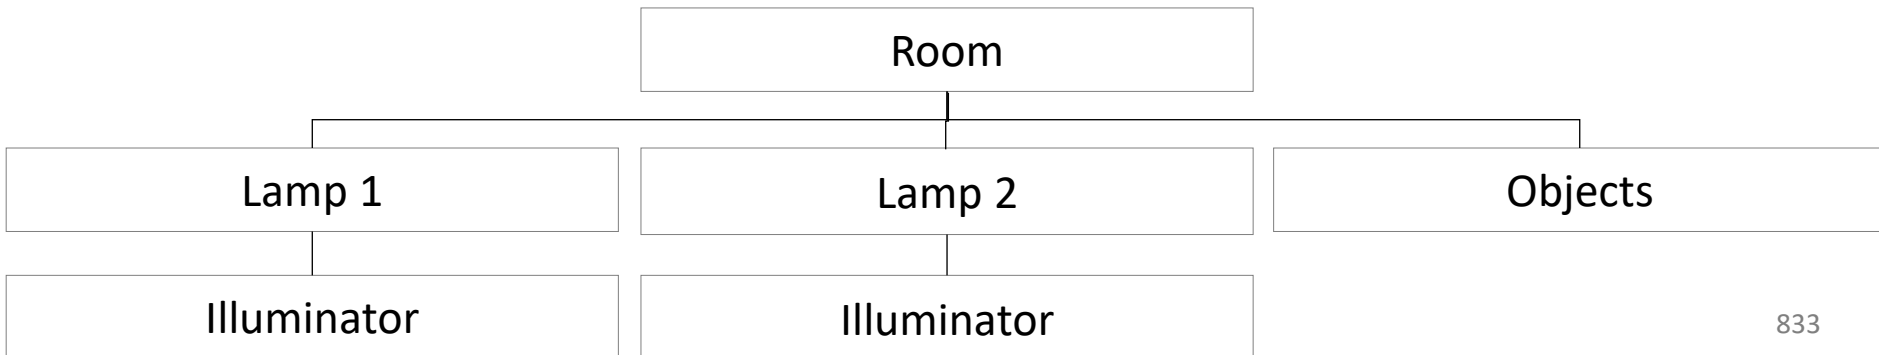 Room
Lamp 1
Lamp 2
Objects
Illuminator
Illuminator
833